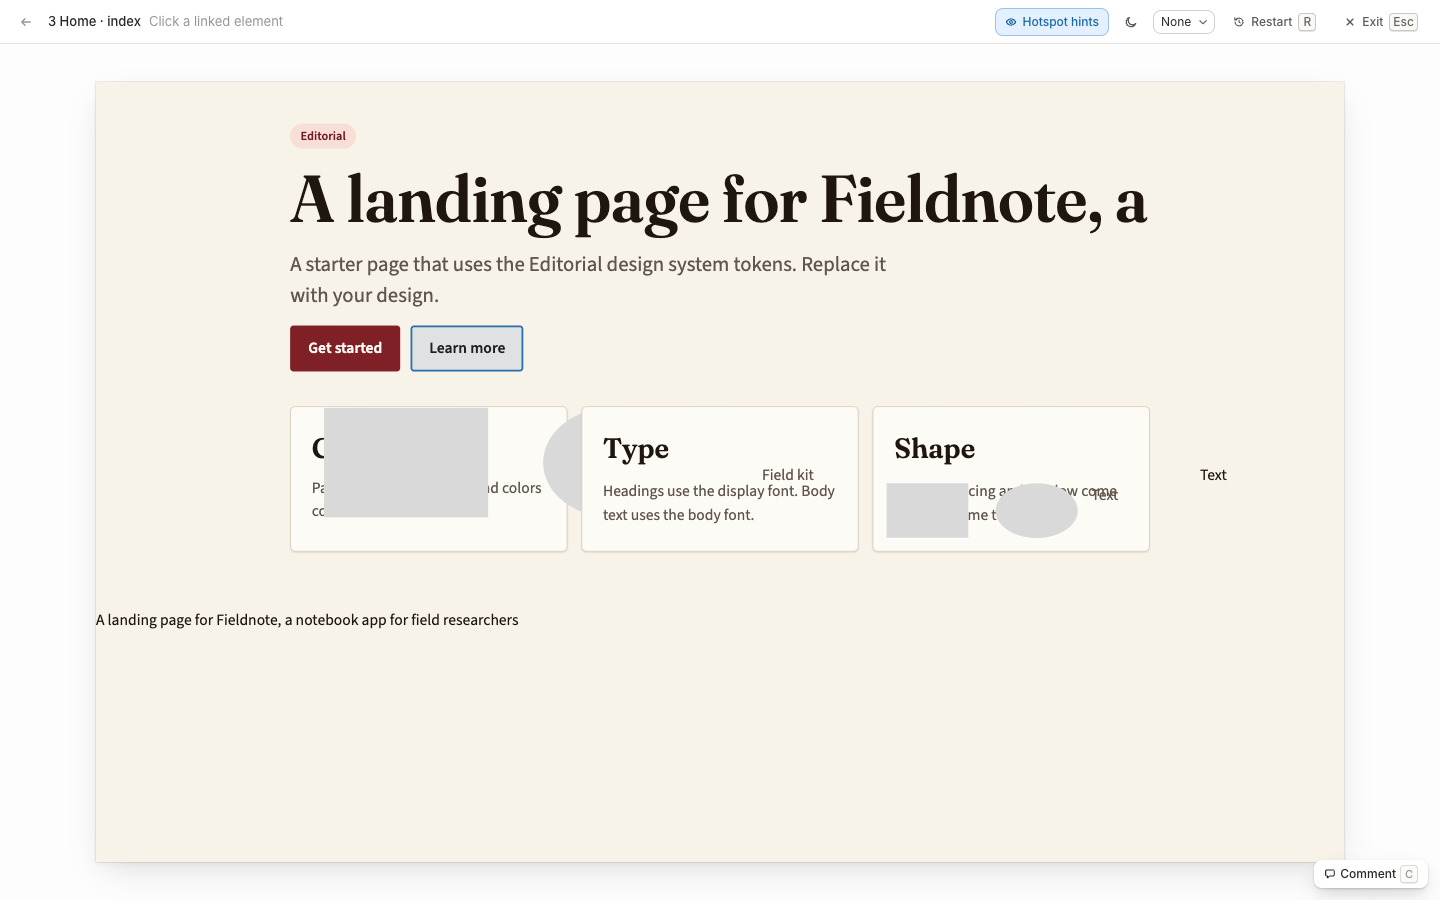 3 Home · index Click a linked element
Hotspot hints
None
Restart R
Exit Esc
Editorial
A landing page for Fieldnote, a
A starter page that uses the Editorial design system tokens. Replace it
with your design.
Get started
Learn more
Type
Field kit
Headings use the display font. Body
text uses the body font.
Shape
Text
Text
colors
come
A landing page for Fieldnote, a notebook app for field researchers
Comment C